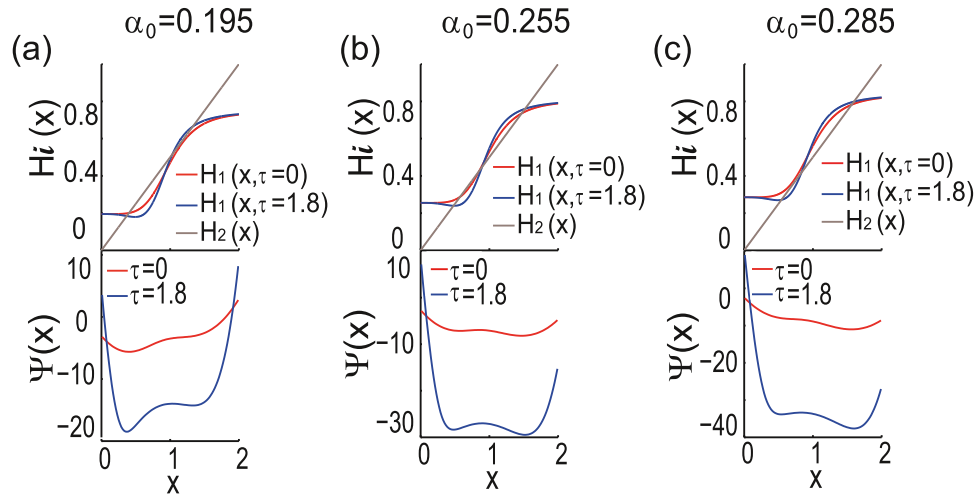 α₀=0.195
α₀=0.255
α₀=0.285
(a)
(b)
(c)
Hi (x)
0.8
0.4
0
H₁ (x,τ=0)
H₁ (x,τ=1.8)
H₂ (x)
Hi (x)
0.8
0.4
0
H₁ (x,τ=0)
H₁ (x,τ=1.8)
H₂ (x)
Hi (x)
0.8
0.4
0
H₁ (x,τ=0)
H₁ (x,τ=1.8)
H₂ (x)
Ψ(x)
10
0
−10
−20
τ=0
τ=1.8
0 1 2
x
Ψ(x)
10
−10
−30
τ=0
τ=1.8
0 1 2
x
Ψ(x)
0
−20
−40
τ=0
τ=1.8
0 1 2
x